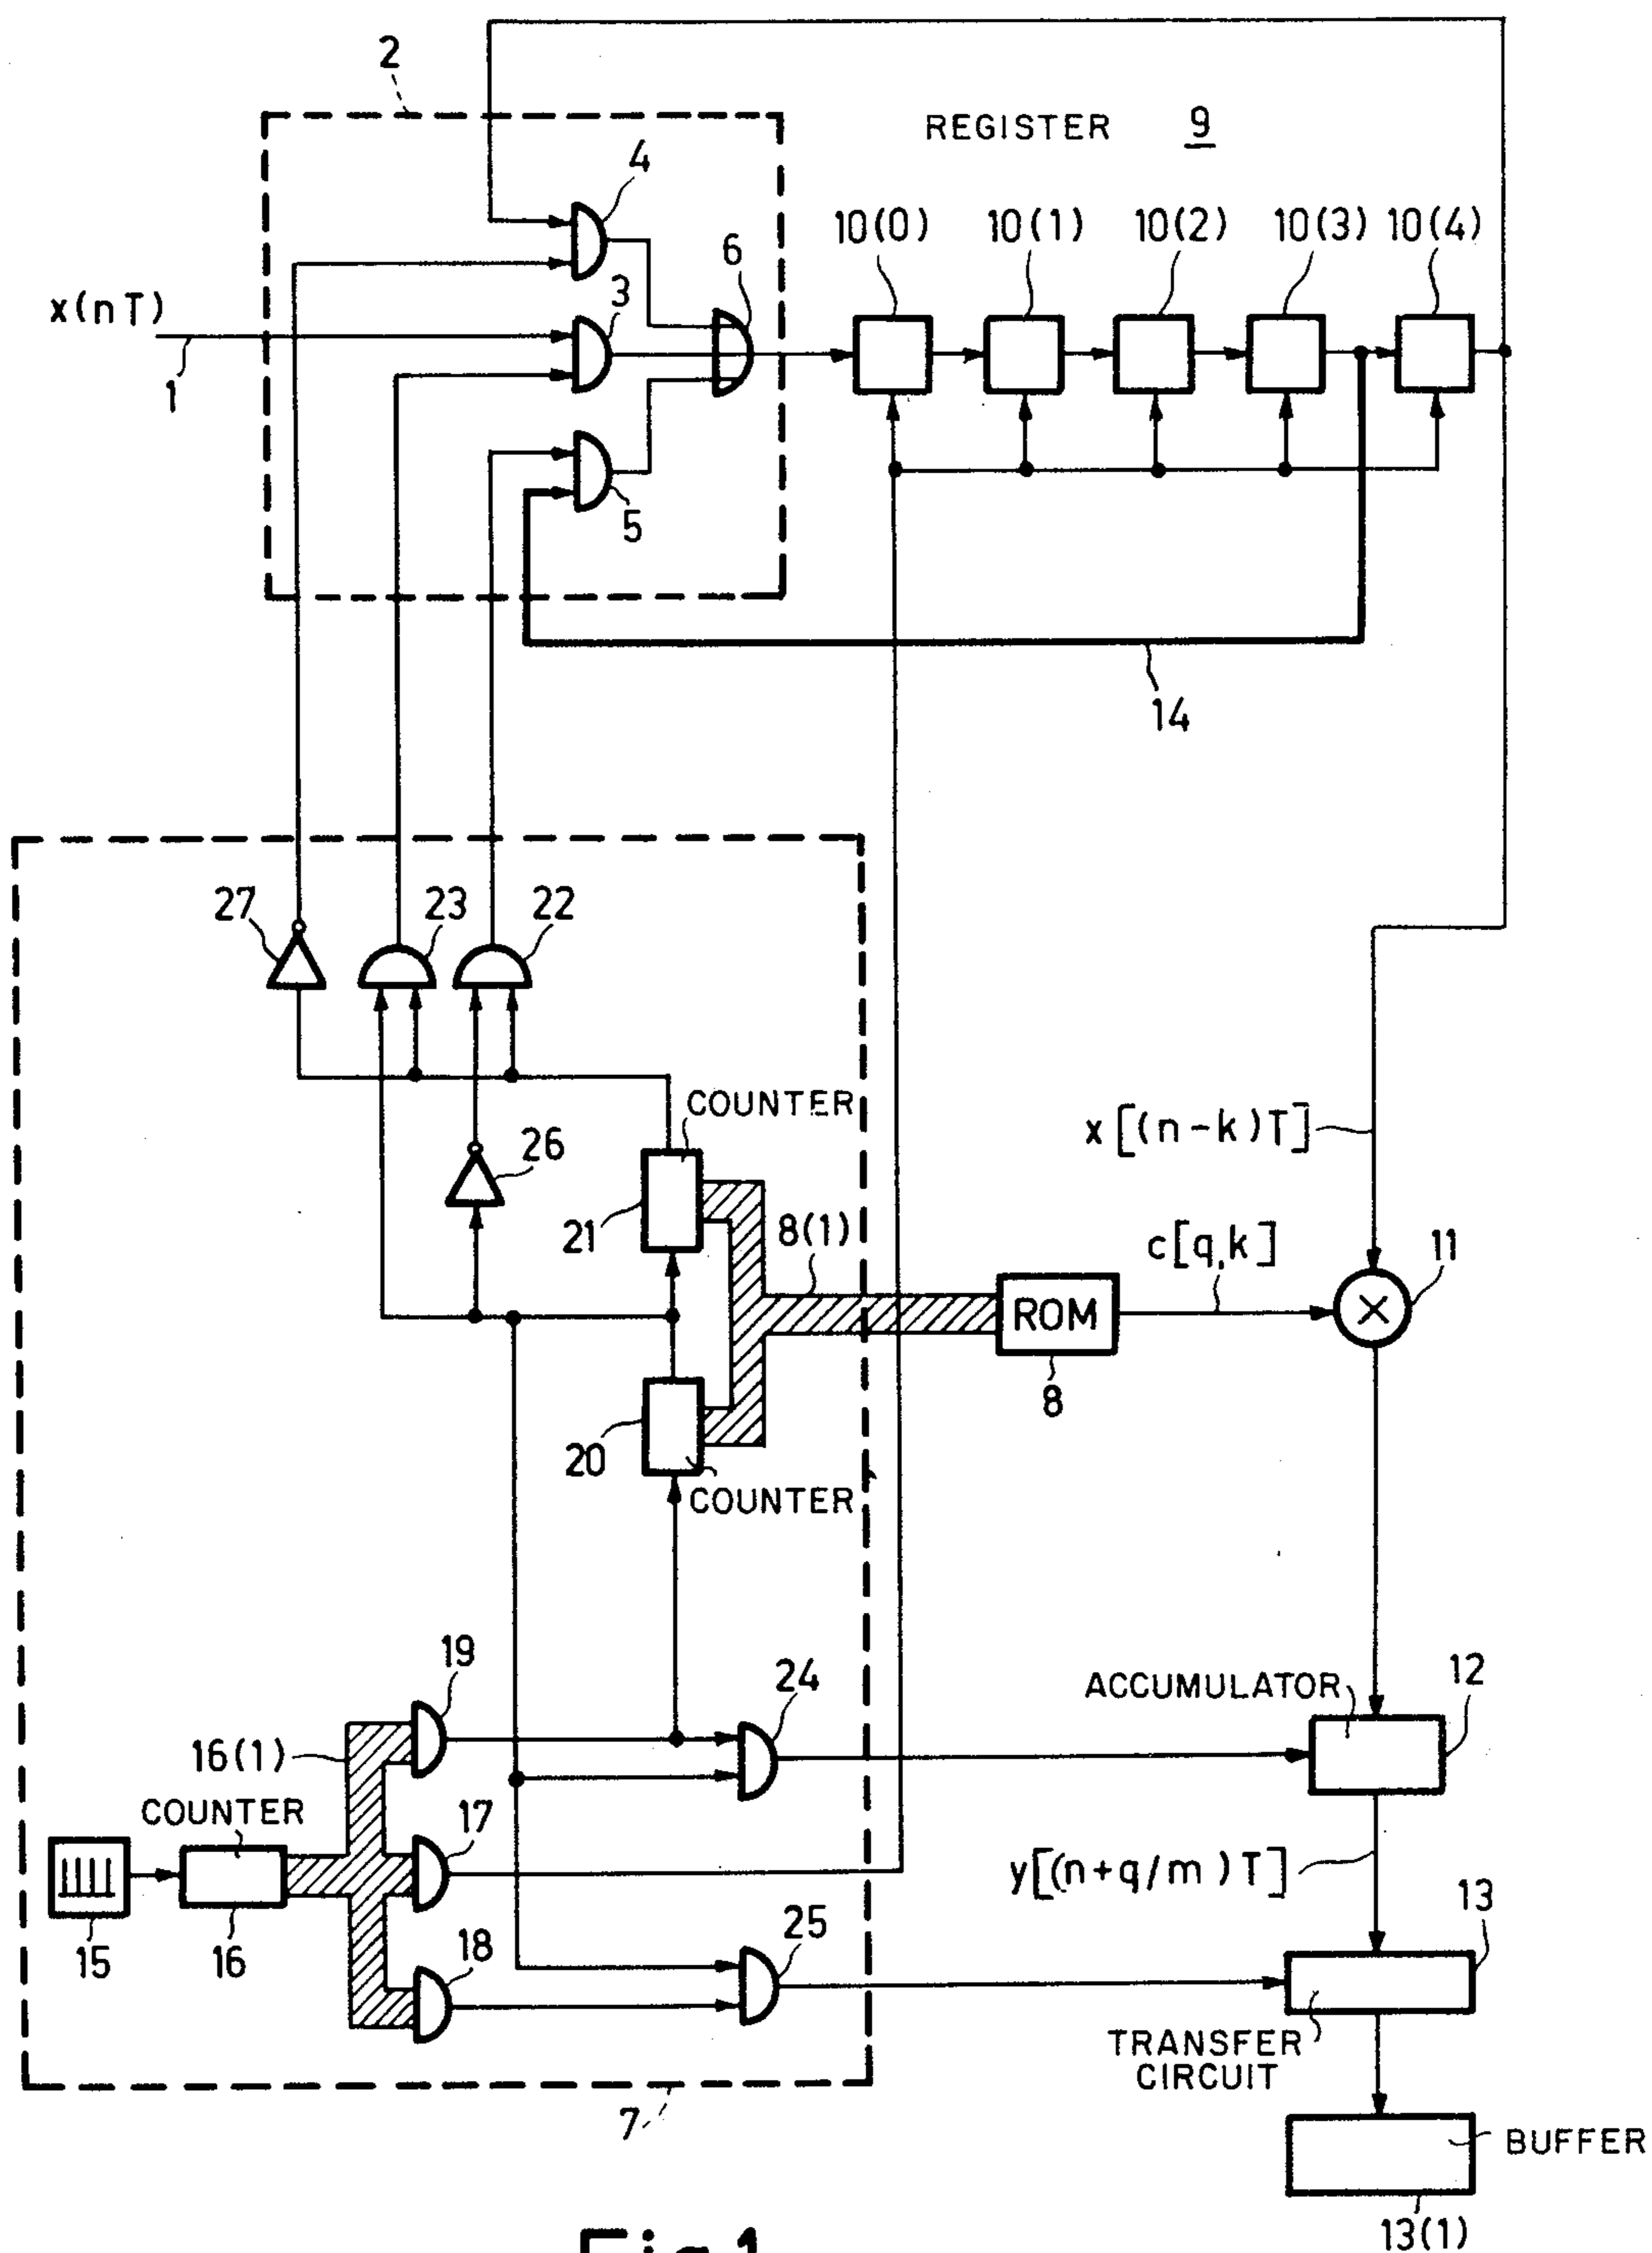 2
REGISTER 9
4
10(0) 10(1) 10(2) 10(3) 10(4)
6
3
x(nT)
1
5
14
27 23 22
COUNTER
26
x[(n-k)T]
21
8(1)
c[q,k]
11
ROM
8
20
COUNTER
19
24
12
ACCUMULATOR
16(1)
COUNTER
17
y[(n+q/m)T]
13
25
18
15
16
TRANSFER
CIRCUIT
7
BUFFER
13(1)
Fig.1